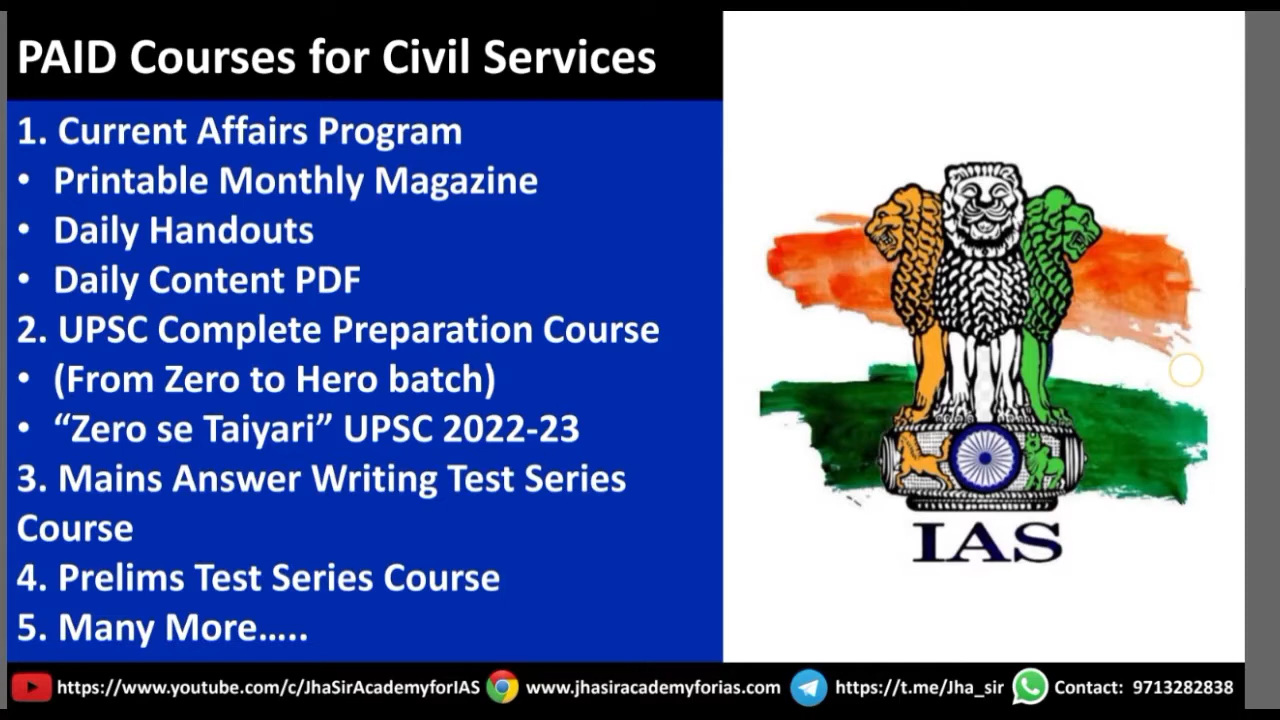 PAID Courses for Civil Services
1. Current Affairs Program
• Printable Monthly Magazine
• Daily Handouts
• Daily Content PDF
2. UPSC Complete Preparation Course
• (From Zero to Hero batch)
• “Zero se Taiyari” UPSC 2022-23
3. Mains Answer Writing Test Series
Course
4. Prelims Test Series Course
5. Many More.....
IAS
https://www.youtube.com/c/JhaSirAcademyforIAS www.jhasiracademyforias.com https://t.me/Jha_sir Contact: 9713282838